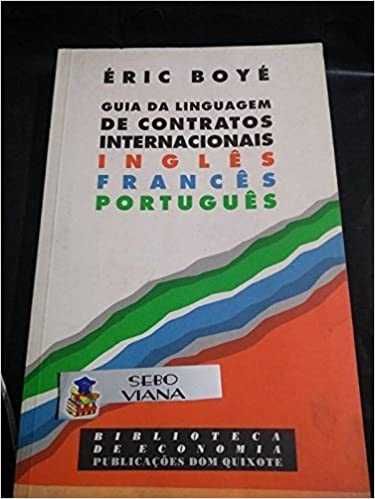 ÉRIC BOYÉ
GUIA DA LINGUAGEM
DE CONTRATOS
INTERNACIONAIS
INGLÊS
FRANCÊS
PORTUGUÊS
SEBO
VIANA
BIBLIOTECA
DE ECONOMIA
PUBLICAÇÕES DOM QUIXOTE